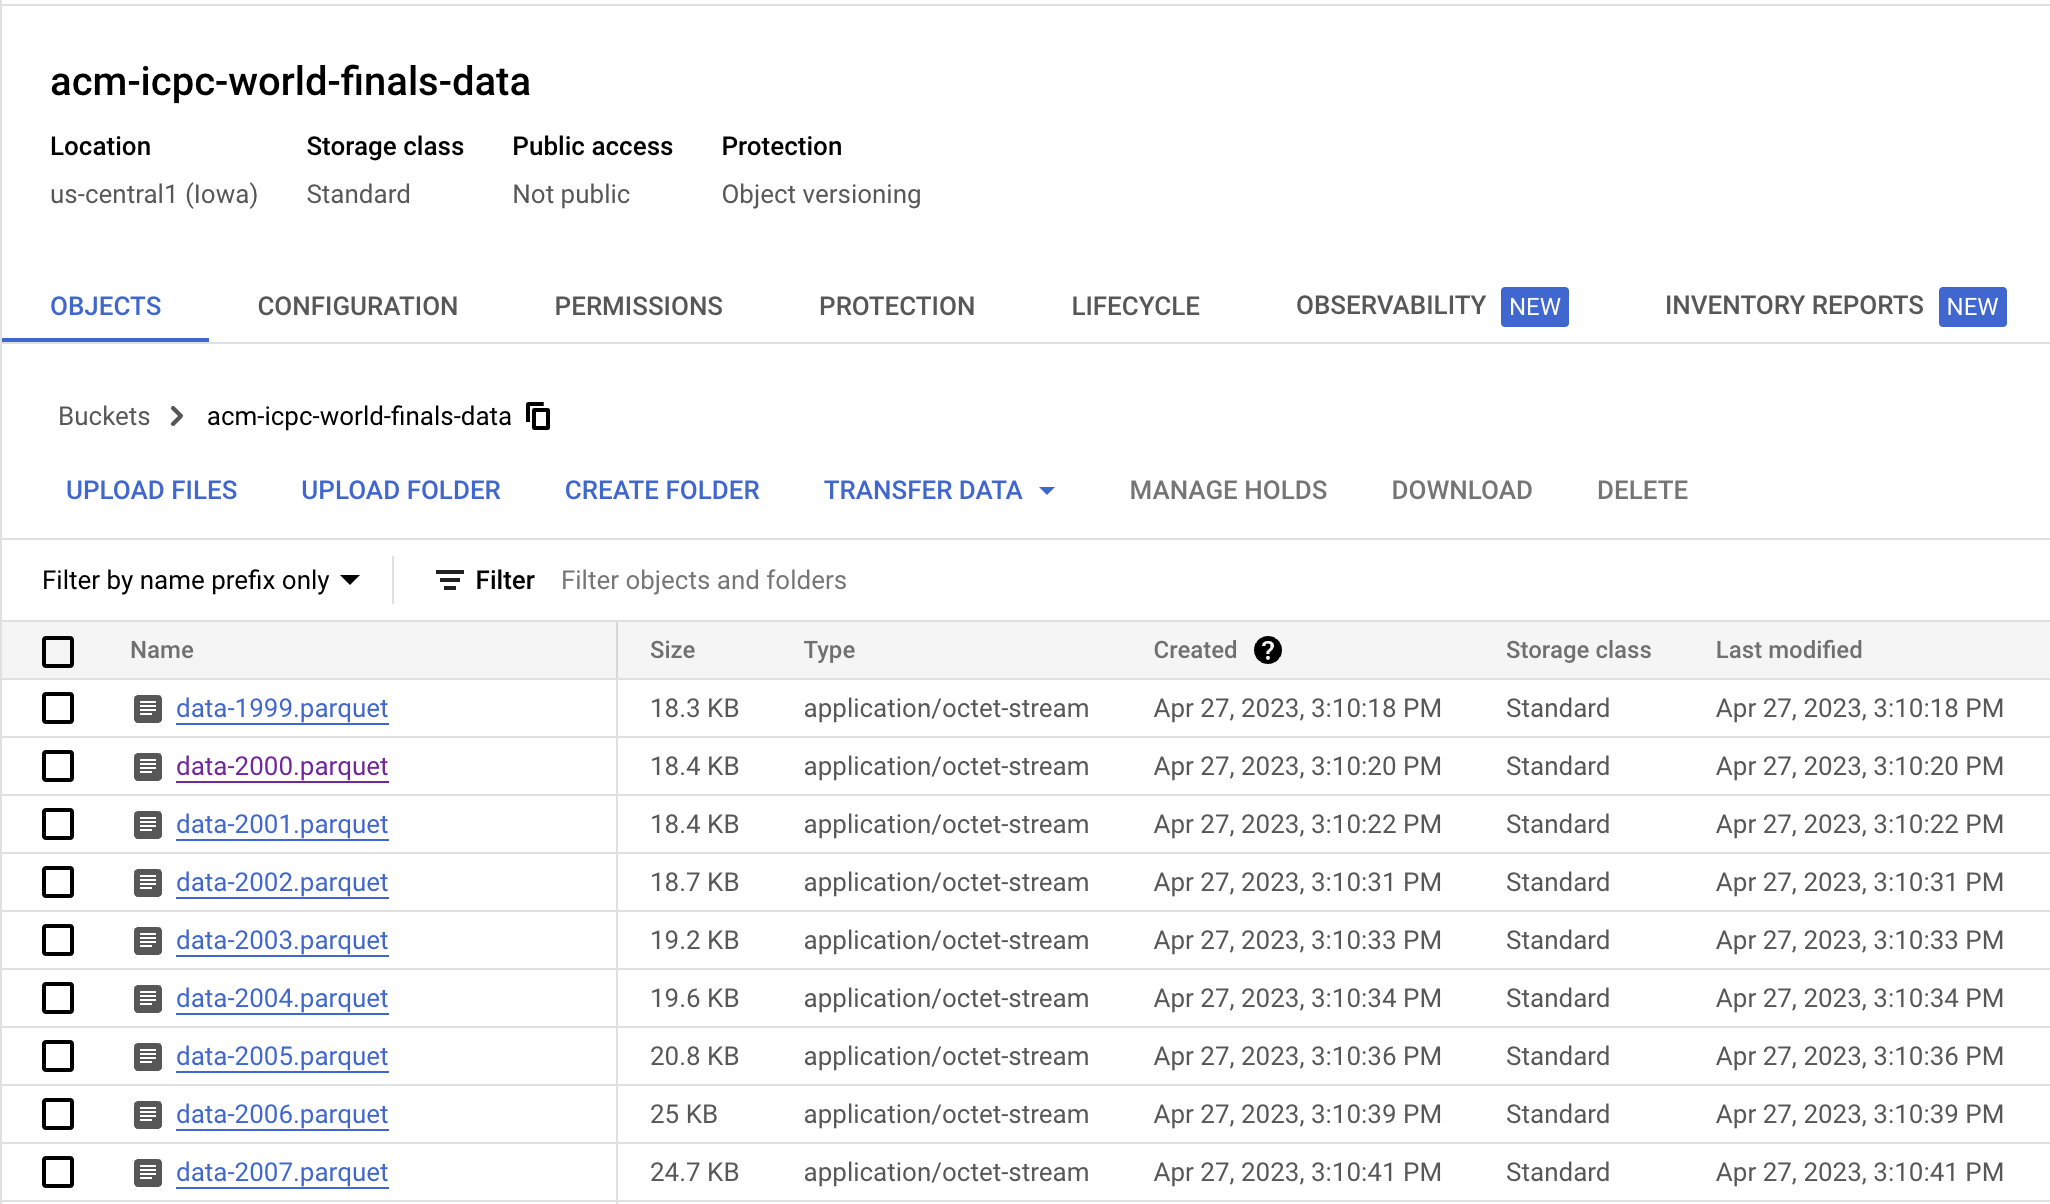 acm-icpc-world-finals-data
Location Storage class Public access Protection
us-central1 (Iowa) Standard Not public Object versioning
OBJECTS CONFIGURATION PERMISSIONS PROTECTION LIFECYCLE OBSERVABILITY NEW INVENTORY REPORTS NEW
Buckets acm-icpc-world-finals-data
UPLOAD FILES UPLOAD FOLDER CREATE FOLDER TRANSFER DATA MANAGE HOLDS DOWNLOAD DELETE
Filter by name prefix only Filter Filter objects and folders
Name Size Type Created ? Storage class Last modified
data-1999.parquet 18.3 KB application/octet-stream Apr 27, 2023, 3:10:18 PM Standard Apr 27, 2023, 3:10:18 PM
data-2000.parquet 18.4 KB application/octet-stream Apr 27, 2023, 3:10:20 PM Standard Apr 27, 2023, 3:10:20 PM
data-2001.parquet 18.4 KB application/octet-stream Apr 27, 2023, 3:10:22 PM Standard Apr 27, 2023, 3:10:22 PM
data-2002.parquet 18.7 KB application/octet-stream Apr 27, 2023, 3:10:31 PM Standard Apr 27, 2023, 3:10:31 PM
data-2003.parquet 19.2 KB application/octet-stream Apr 27, 2023, 3:10:33 PM Standard Apr 27, 2023, 3:10:33 PM
data-2004.parquet 19.6 KB application/octet-stream Apr 27, 2023, 3:10:34 PM Standard Apr 27, 2023, 3:10:34 PM
data-2005.parquet 20.8 KB application/octet-stream Apr 27, 2023, 3:10:36 PM Standard Apr 27, 2023, 3:10:36 PM
data-2006.parquet 25 KB application/octet-stream Apr 27, 2023, 3:10:39 PM Standard Apr 27, 2023, 3:10:39 PM
data-2007.parquet 24.7 KB application/octet-stream Apr 27, 2023, 3:10:41 PM Standard Apr 27, 2023, 3:10:41 PM